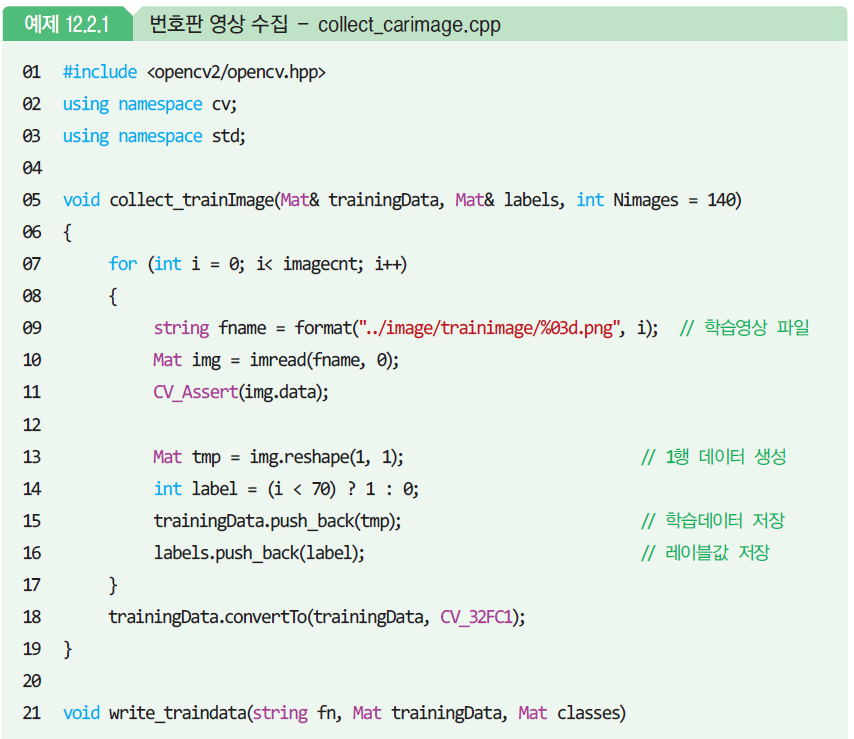 예제 12.2.1 번호판 영상 수집 - collect_carimage.cpp
01 #include <opencv2/opencv.hpp>
02 using namespace cv;
03 using namespace std;
04
05 void collect_trainImage(Mat& trainingData, Mat& labels, int Nimages = 140)
06 {
07 for (int i = 0; i< imagecnt; i++)
08 {
09 string fname = format("../image/trainimage/%03d.png", i); // 학습영상 파일
10 Mat img = imread(fname, 0);
11 CV_Assert(img.data);
12
13 Mat tmp = img.reshape(1, 1); // 1행 데이터 생성
14 int label = (i < 70) ? 1 : 0;
15 trainingData.push_back(tmp); // 학습데이터 저장
16 labels.push_back(label); // 레이블값 저장
17 }
18 trainingData.convertTo(trainingData, CV_32FC1);
19 }
20
21 void write_traindata(string fn, Mat trainingData, Mat classes)